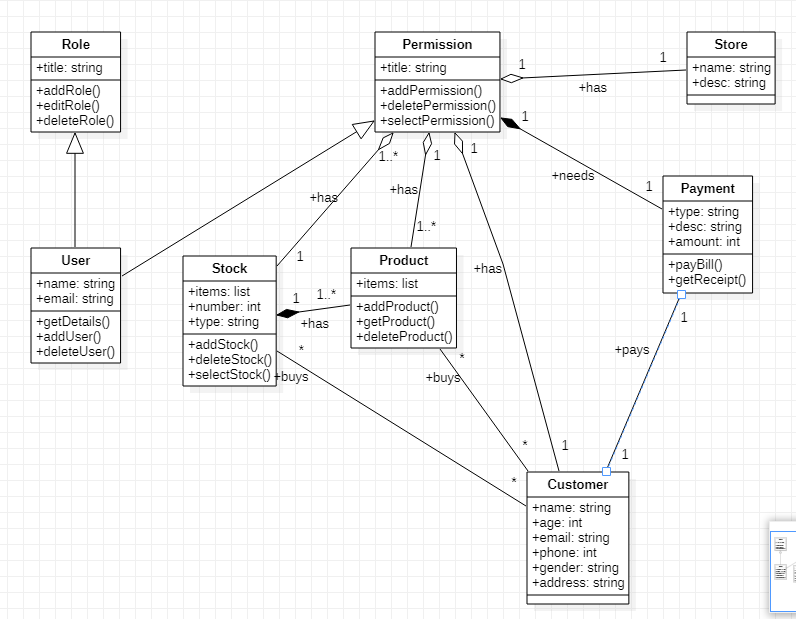 Role
+title: string
+addRole()
+editRole()
+deleteRole()
Permission
+title: string
+addPermission()
+deletePermission()
+selectPermission()
Store
+name: string
+desc: string
1
1
+has
1
+needs
1
1..*
1
1
+has
+has
1..*
+has
1
Payment
+type: string
+desc: string
+amount: int
+payBill()
+getReceipt()
User
+name: string
+email: string
+getDetails()
+addUser()
+deleteUser()
Stock
+items: list
+number: int
+type: string
+addStock()
+deleteStock()
+selectStock()
1
1..*
+has
Product
+items: list
+addProduct()
+getProduct()
+deleteProduct()
*
+buys
*
+buys
*
*
1
1
+pays
1
Customer
+name: string
+age: int
+email: string
+phone: int
+gender: string
+address: string